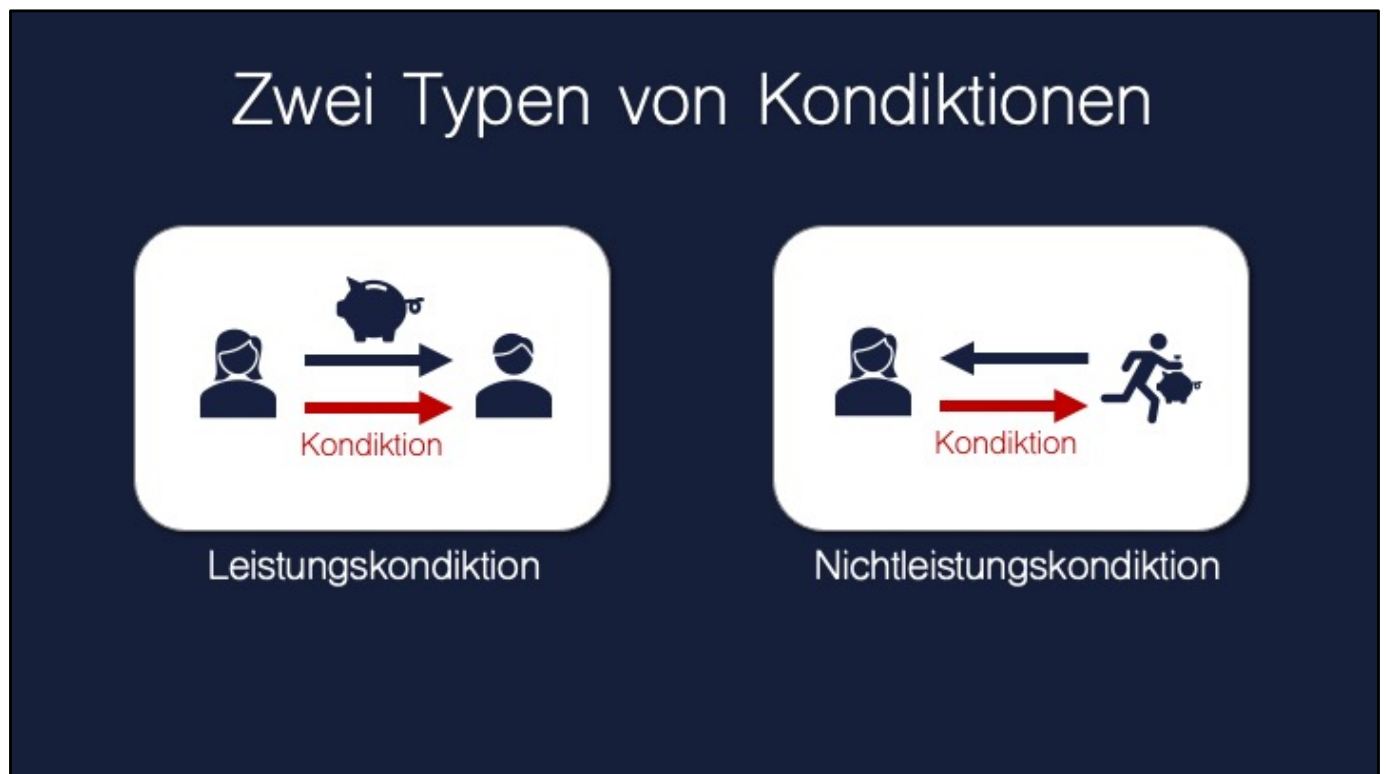 Zwei Typen von Kondiktionen
Kondiktion
Kondiktion
Leistungskondiktion
Nichtleistungskondiktion